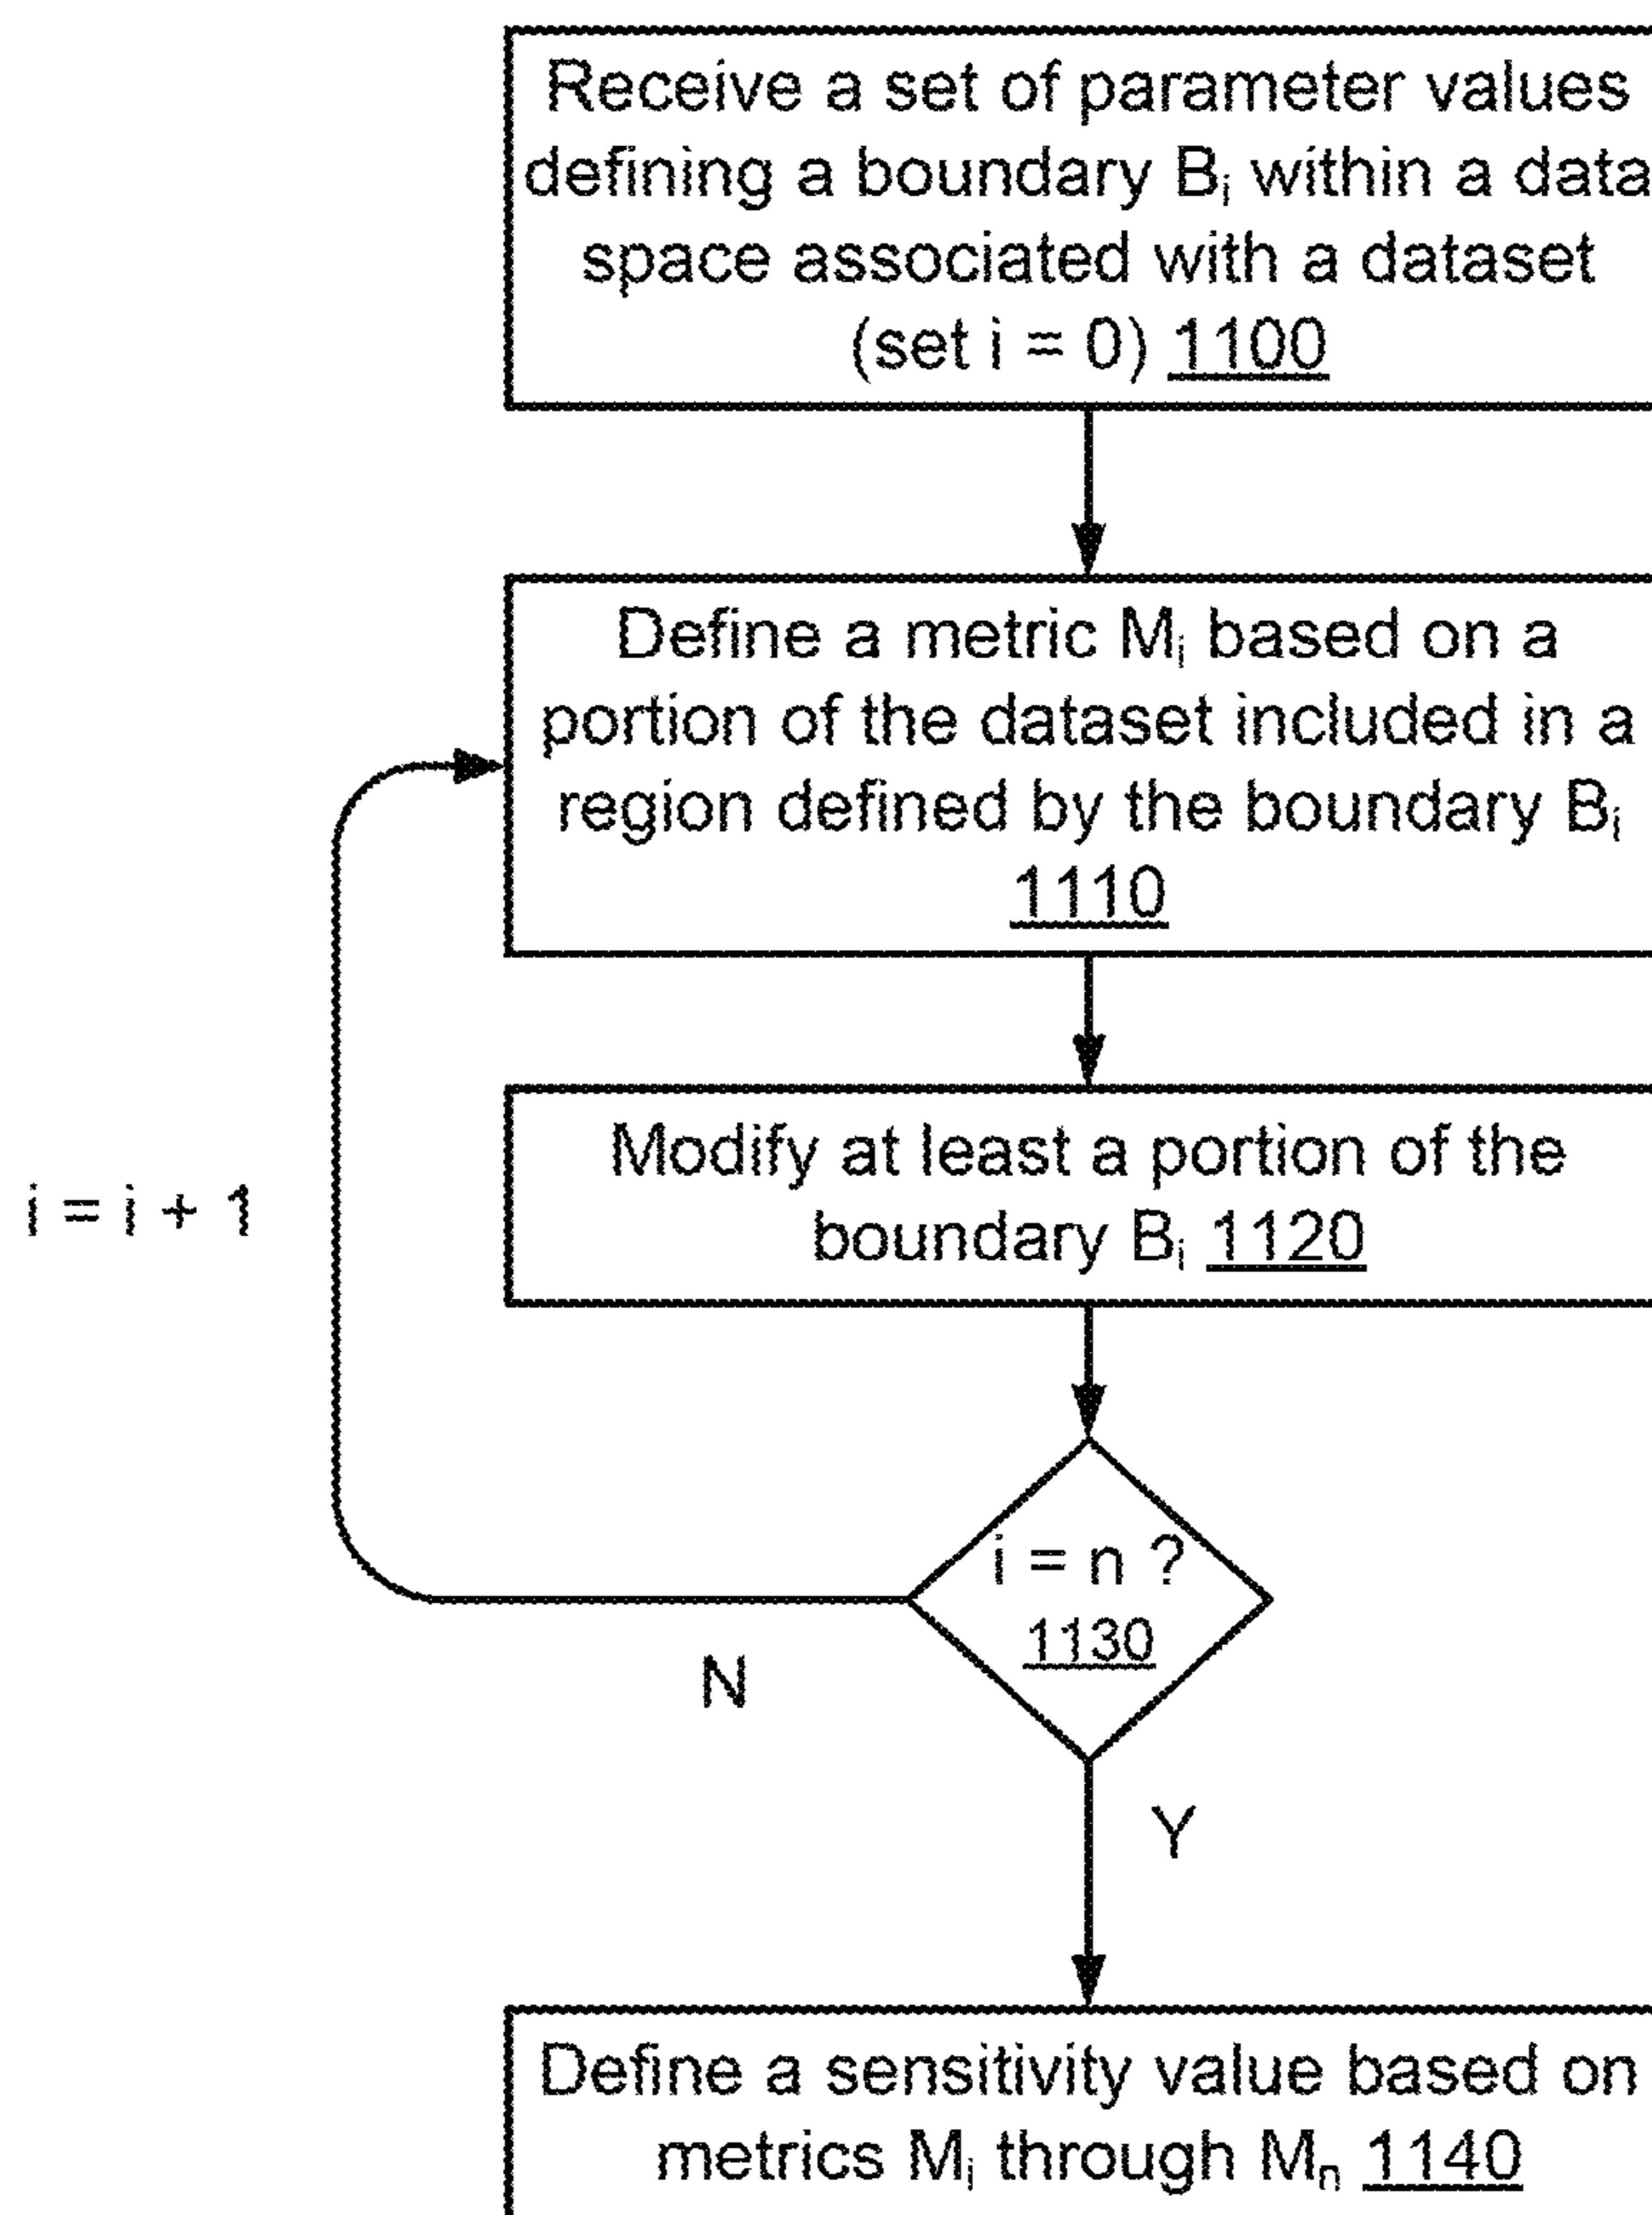 Receive a set of parameter values
defining a boundary Bᵢ within a data
space associated with a dataset
(set i = 0) 1100
Define a metric Mᵢ based on a
portion of the dataset included in a
region defined by the boundary Bᵢ
1110
Modify at least a portion of the
boundary Bᵢ 1120
i = i + 1
i = n ?
1130
N
Y
Define a sensitivity value based on
metrics Mᵢ through Mₙ 1140